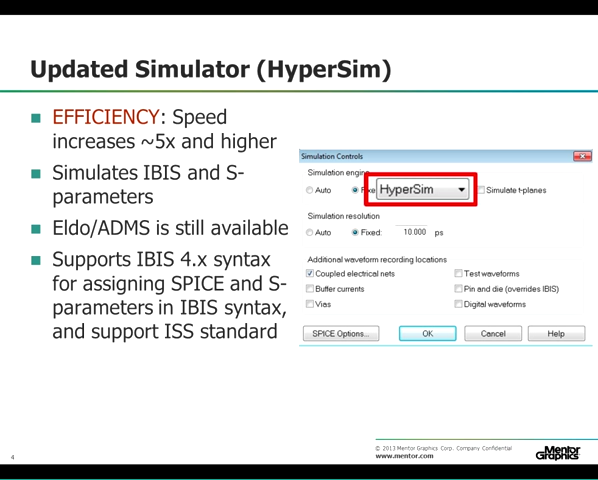 Updated Simulator (HyperSim)
EFFICIENCY: Speed
increases ~5x and higher
Simulates IBIS and S-
parameters
Eldo/ADMS is still available
Supports IBIS 4.x syntax
for assigning SPICE and S-
parameters in IBIS syntax,
and support ISS standard
Simulation Controls
Simulation engine
Auto
HyperSim
Simulate t-planes
Simulation resolution
Auto
Fixed:
10.000 ps
Additional waveform recording locations
Coupled electrical nets
Test waveforms
Buffer currents
Pin and die (overrides IBIS)
Vias
Digital waveforms
SPICE Options...
OK
Cancel
Help
4
© 2013 Mentor Graphics Corp. Company Confidential
www.mentor.com
Mentor
Graphics